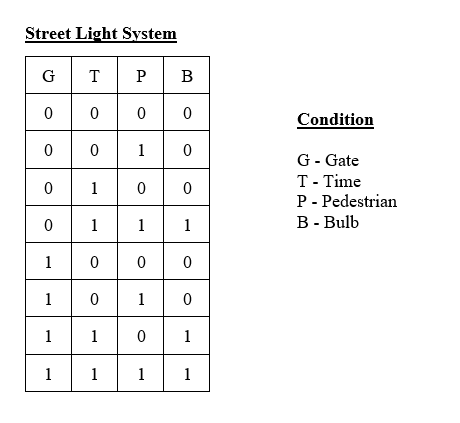 Street Light System
G T P B
0 0 0 0
0 0 1 0
0 1 0 0
0 1 1 1
1 0 0 0
1 0 1 0
1 1 0 1
1 1 1 1
Condition
G - Gate
T - Time
P - Pedestrian
B - Bulb